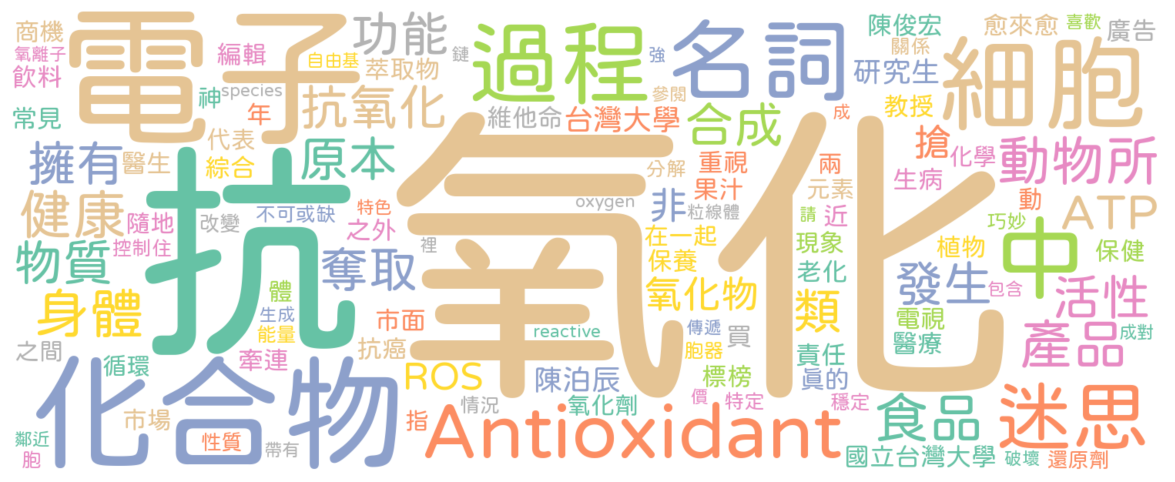 商機
電子
功能
過程
名詞
陳俊宏
愈來愈
喜歡
廣告
氧離子
編輯
自由基
鏈
強
關係
細胞
飲料
神
species
萃取物
研究生
常見
年
抗氧化
維他命
台灣大學
參閱
合成
成
教授
搶
擁有
醫生
代表
綜合
原本
抗
氧化
分解
重視
果汁
兩
元素
化學
生病
動物所
健康
隨地
控制住
改變
不可或缺
特色
之外
裡
oxygen
非
粒線體
請
近
動
巧妙
ATP
物質
奪取
在一起
保養
現象
老化
植物
中
保健
身體
體
生成
能量
市面
reactive
氧化物
傳遞
胞器
買
類
發生
包含
活性
電視
醫療
產品
成對
之間
循環
牽連
抗癌
ROS
陳泊辰
標榜
責任
真的
化合物
市場
性質
帶有
指
情況
氧化劑
價
特定
穩定
食品
迷思
鄰近
胞
Antioxidant
國立台灣大學
破壞
還原劑